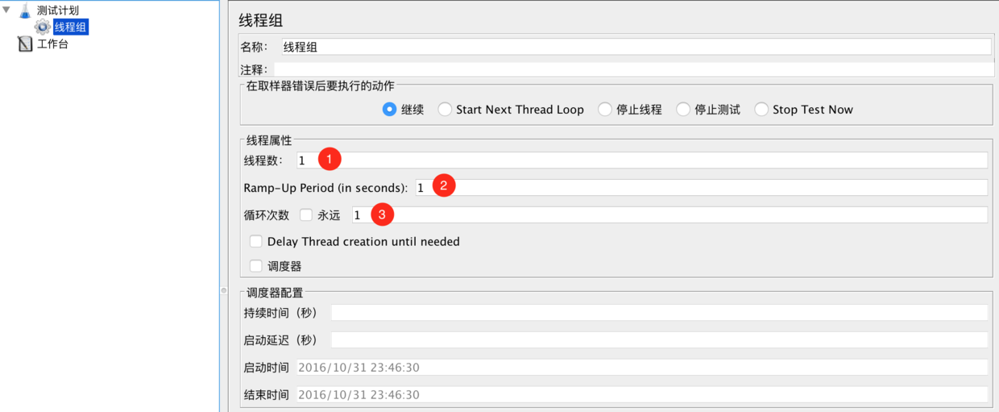 测试计划
线程组
工作台
线程组
名称： 线程组
注释：
在取样器错误后要执行的动作
继续 Start Next Thread Loop 停止线程 停止测试 Stop Test Now
线程属性
线程数： 1 1
Ramp-Up Period (in seconds): 1 2
循环次数 永远 1 3
Delay Thread creation until needed
调度器
调度器配置
持续时间（秒）
启动延迟（秒）
启动时间 2016/10/31 23:46:30
结束时间 2016/10/31 23:46:30